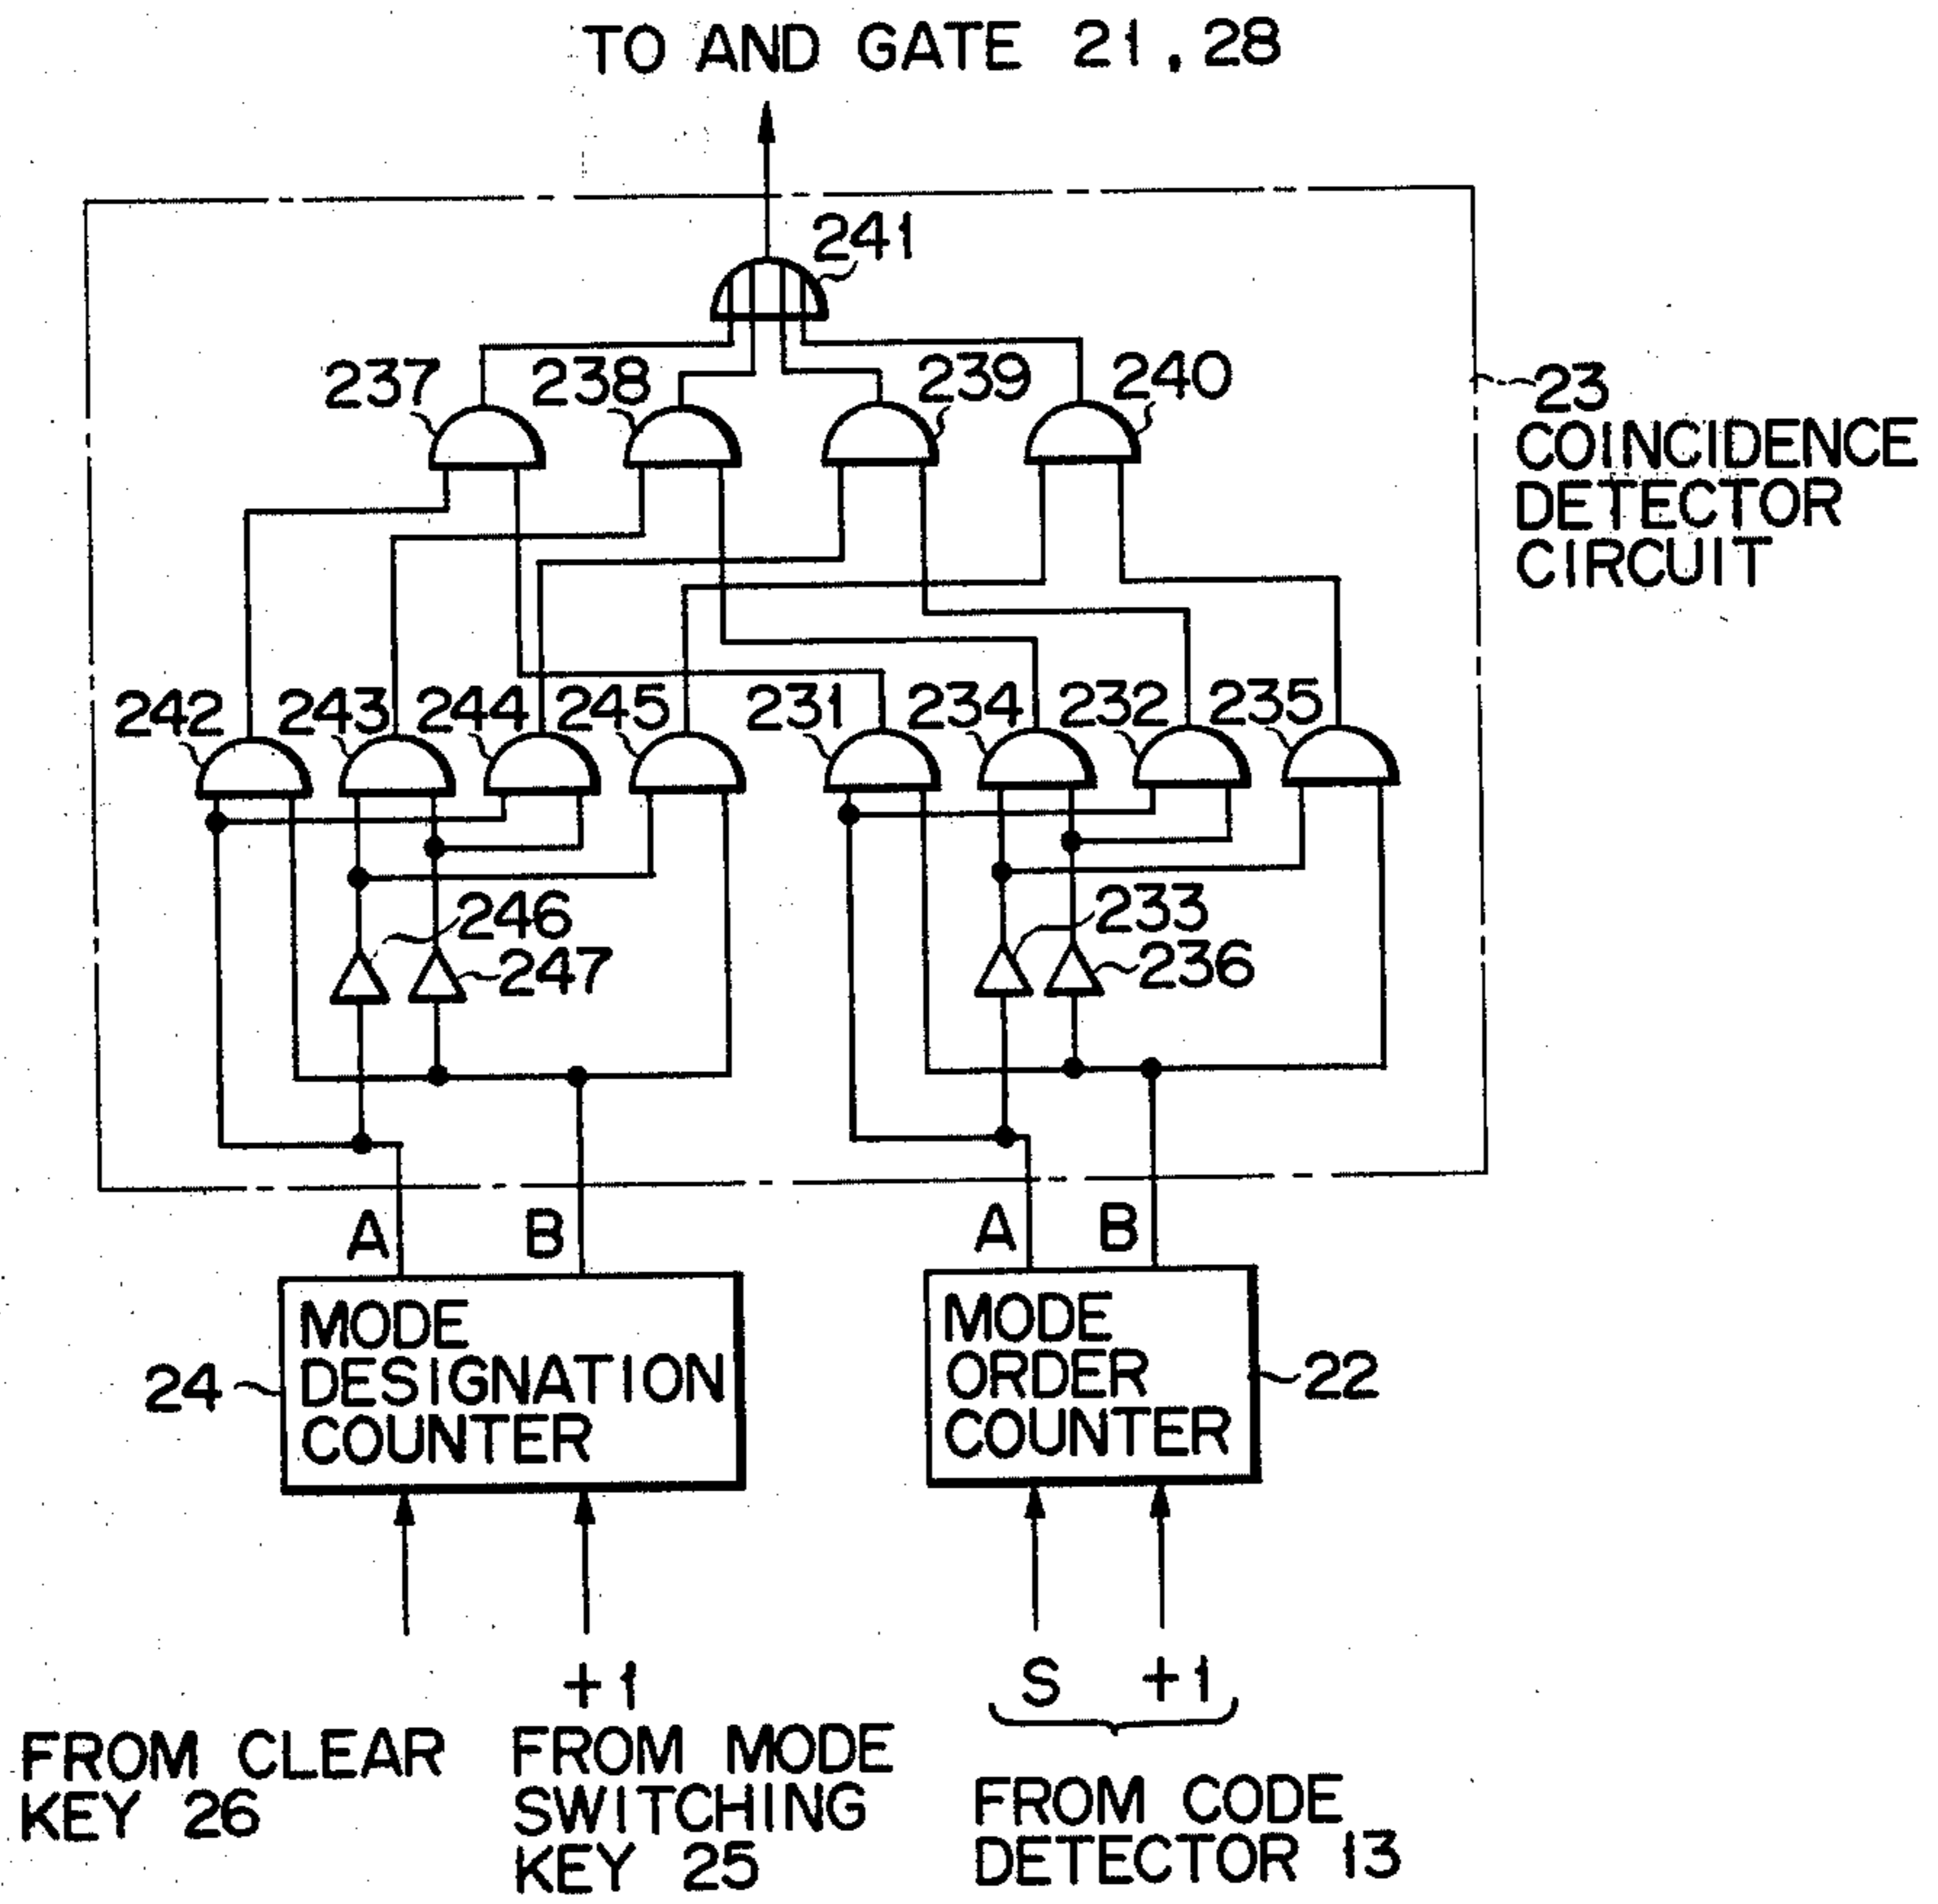 TO AND GATE 21, 28
241
237
238
239
240
23
COINCIDENCE
DETECTOR
CIRCUIT
242
243
244
245
231
234
232
235
246
247
233
236
A
B
A
B
MODE
DESIGNATION
COUNTER
24
MODE
ORDER
COUNTER
22
+1
S
+1
FROM CLEAR
KEY 26
FROM MODE
SWITCHING
KEY 25
FROM CODE
DETECTOR 13